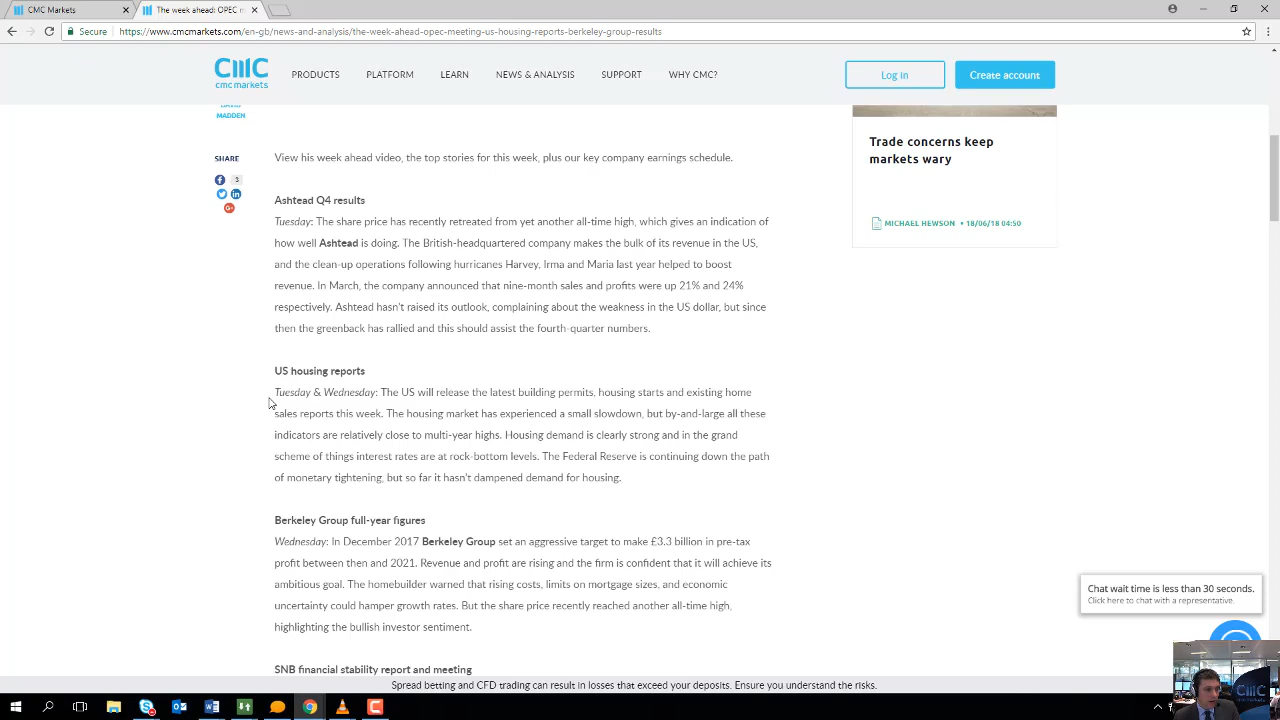 CMC Markets
The week ahead: OPEC m
Secure
https://www.cmcmarkets.com/en-gb/news-and-analysis/the-week-ahead-opec-meeting-us-housing-reports-berkeley-group-results
cmc markets
PRODUCTS
PLATFORM
LEARN
NEWS & ANALYSIS
SUPPORT
WHY CMC?
Log in
Create account
DAVID
MADDEN
SHARE
3
View his week ahead video, the top stories for this week, plus our key company earnings schedule.
Ashtead Q4 results
Tuesday: The share price has recently retreated from yet another all-time high, which gives an indication of
how well Ashtead is doing. The British-headquartered company makes the bulk of its revenue in the US,
and the clean-up operations following hurricanes Harvey, Irma and Maria last year helped to boost
revenue. In March, the company announced that nine-month sales and profits were up 21% and 24%
respectively. Ashtead hasn't raised its outlook, complaining about the weakness in the US dollar, but since
then the greenback has rallied and this should assist the fourth-quarter numbers.
US housing reports
Tuesday & Wednesday: The US will release the latest building permits, housing starts and existing home
sales reports this week. The housing market has experienced a small slowdown, but by-and-large all these
indicators are relatively close to multi-year highs. Housing demand is clearly strong and in the grand
scheme of things interest rates are at rock-bottom levels. The Federal Reserve is continuing down the path
of monetary tightening, but so far it hasn't dampened demand for housing.
Berkeley Group full-year figures
Wednesday: In December 2017 Berkeley Group set an aggressive target to make £3.3 billion in pre-tax
profit between then and 2021. Revenue and profit are rising and the firm is confident that it will achieve its
ambitious goal. The homebuilder warned that rising costs, limits on mortgage sizes, and economic
uncertainty could hamper growth rates. But the share price recently reached another all-time high,
highlighting the bullish investor sentiment.
SNB financial stability report and meeting
Trade concerns keep
markets wary
MICHAEL HEWSON • 18/06/18 04:50
Chat wait time is less than 30 seconds.
Click here to chat with a representative.
Spread betting and CFD trading can result in losses that exceed your deposits. Ensure you understand the risks.